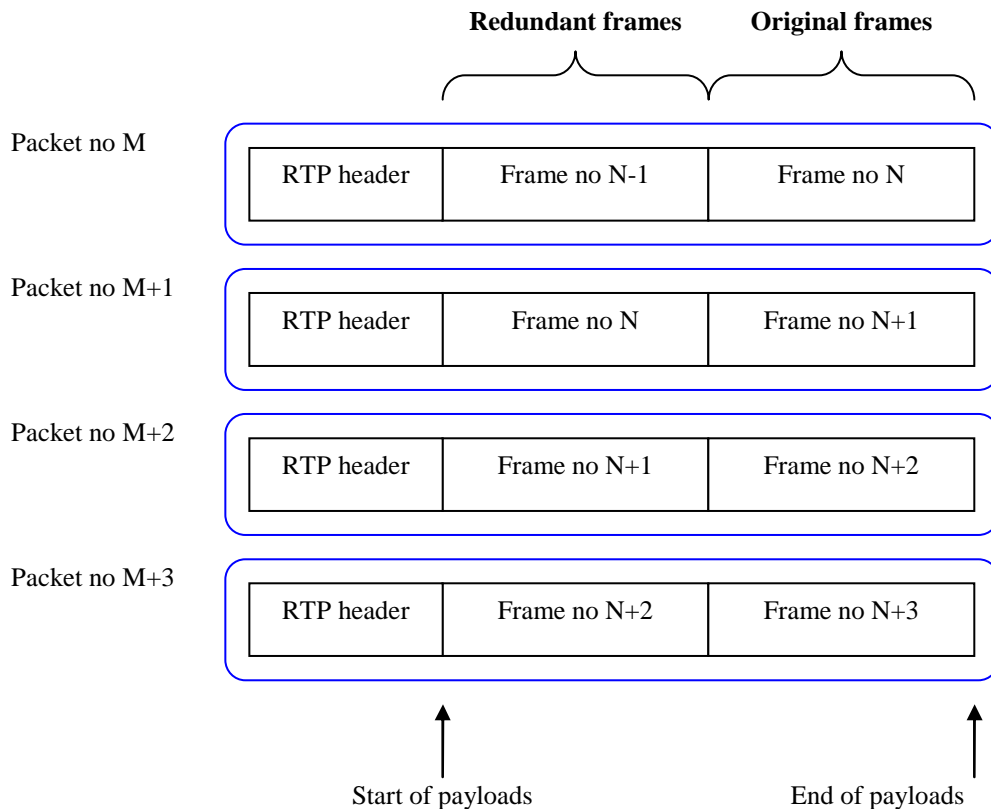 Redundant frames Original frames
Packet no M
RTP header Frame no N-1 Frame no N
Packet no M+1
RTP header Frame no N Frame no N+1
Packet no M+2
RTP header Frame no N+1 Frame no N+2
Packet no M+3
RTP header Frame no N+2 Frame no N+3
Start of payloads End of payloads